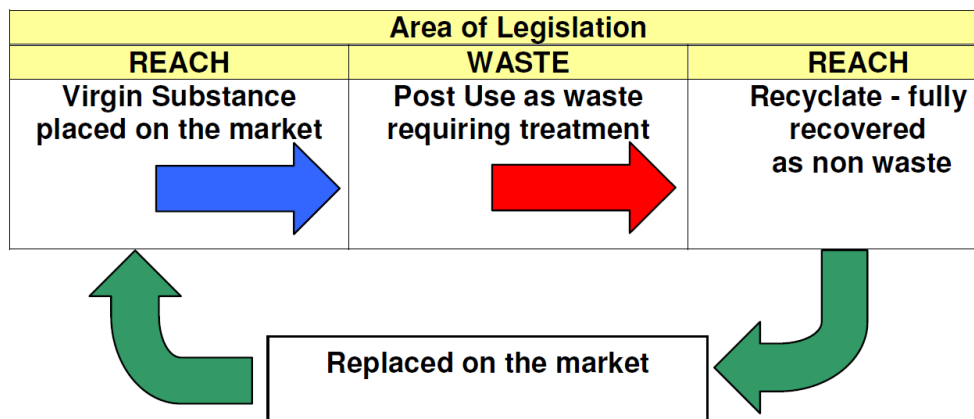 Area of Legislation
REACH
WASTE
REACH
Virgin Substance
placed on the market
Post Use as waste
requiring treatment
Recyclate - fully
recovered
as non waste
Replaced on the market